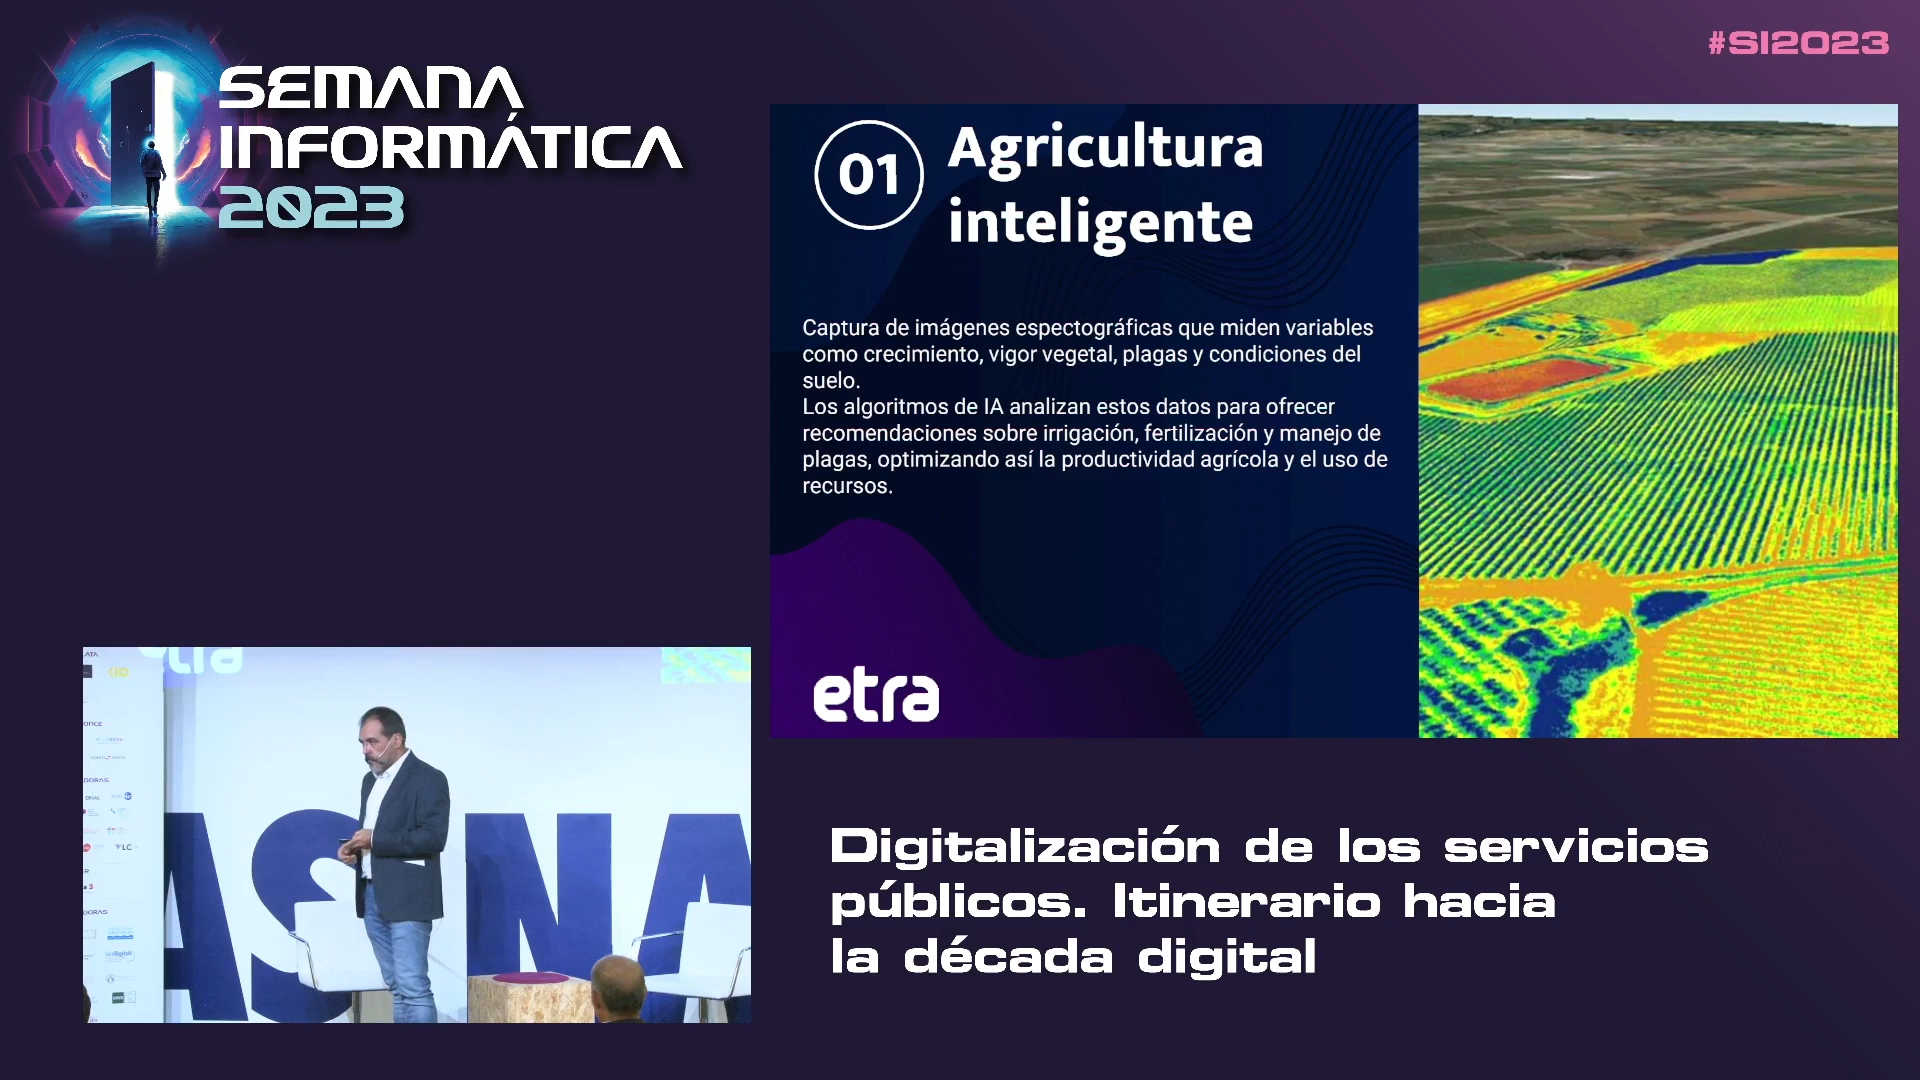 SEMANA
INFORMÁTICA
2023
#SI2023
01
Agricultura
inteligente
Captura de imágenes espectográficas que miden variables
como crecimiento, vigor vegetal, plagas y condiciones del
suelo.
Los algoritmos de IA analizan estos datos para ofrecer
recomendaciones sobre irrigación, fertilización y manejo de
plagas, optimizando así la productividad agrícola y el uso de
recursos.
etra
etra
AS NA
Digitalización de los servicios
públicos. Itinerario hacia
la década digital